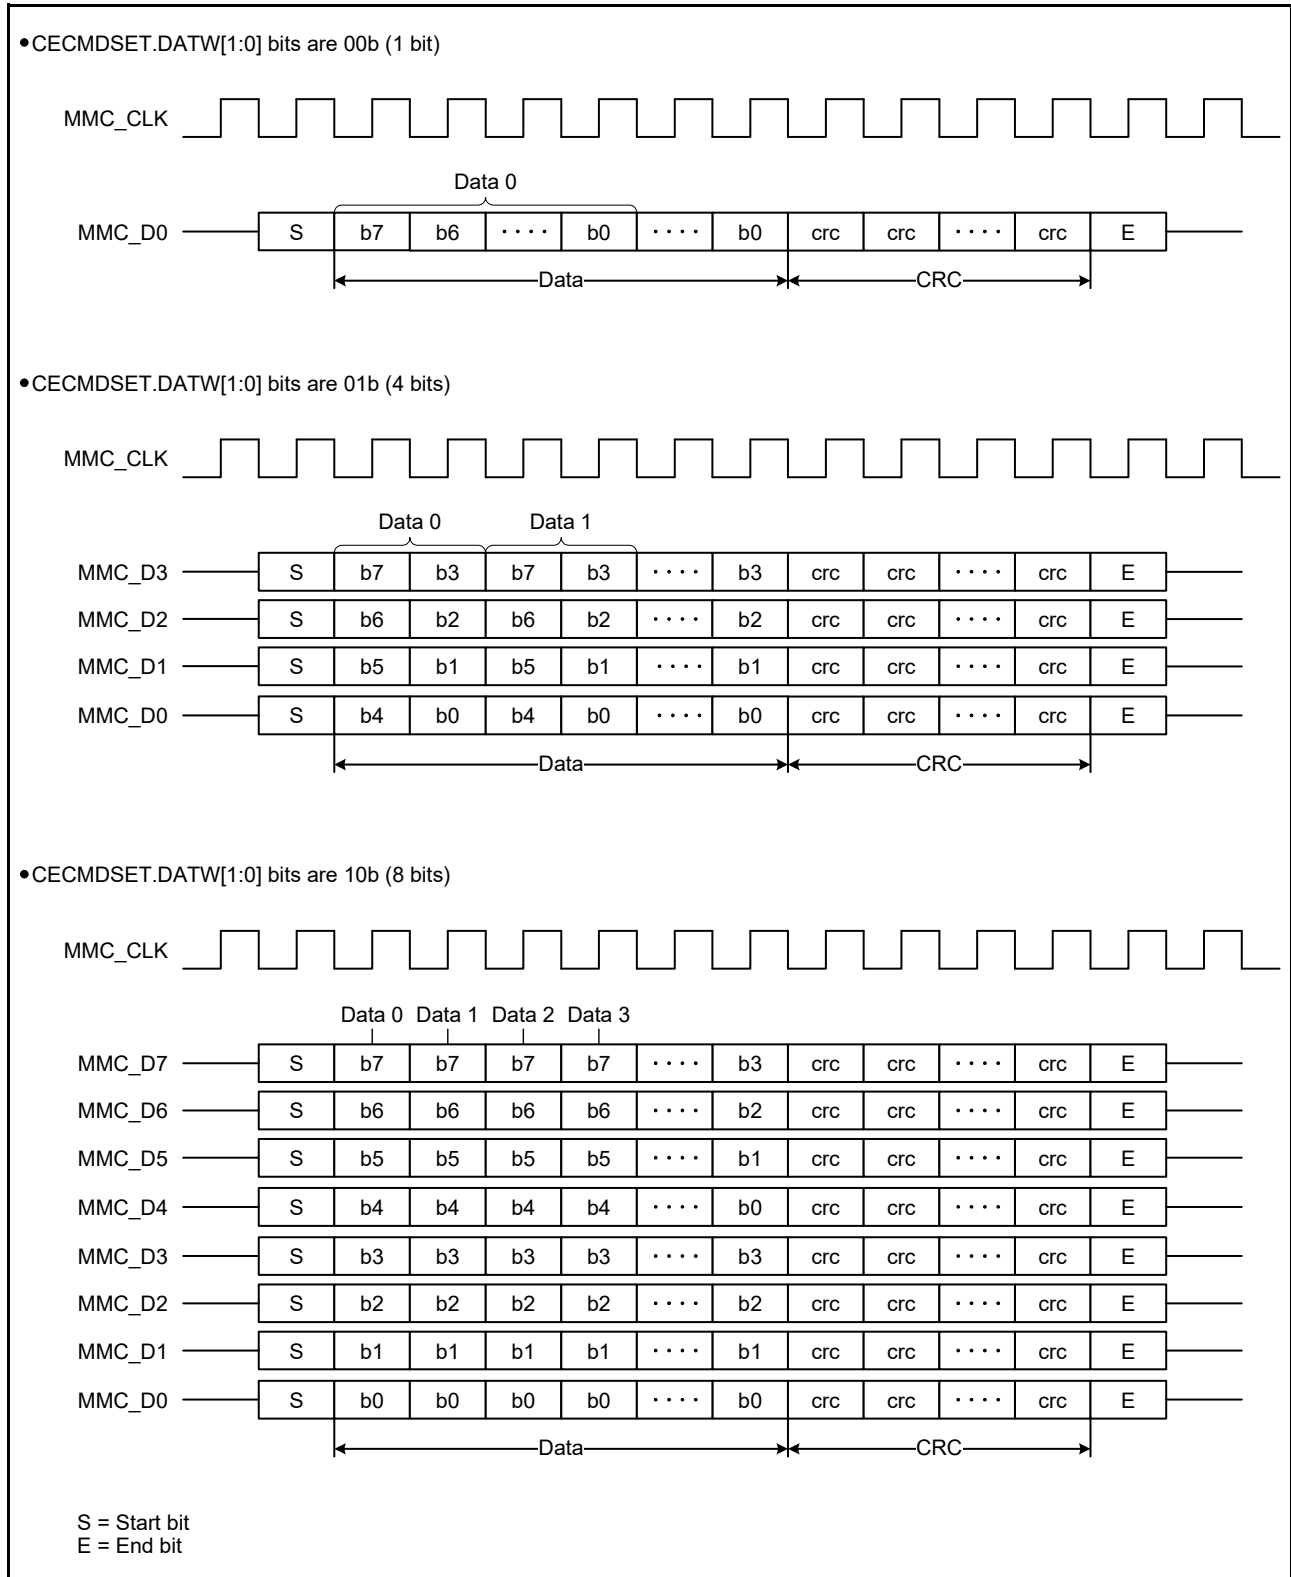 ●CECMDSET.DATW[1:0] bits are 00b (1 bit)
MMC_CLK
Data 0
MMC_D0 S b7 b6 ···· b0 ···· b0 crc crc ···· crc E
Data CRC
●CECMDSET.DATW[1:0] bits are 01b (4 bits)
MMC_CLK
Data 0 Data 1
MMC_D3 S b7 b3 b7 b3 ···· b3 crc crc ···· crc E
MMC_D2 S b6 b2 b6 b2 ···· b2 crc crc ···· crc E
MMC_D1 S b5 b1 b5 b1 ···· b1 crc crc ···· crc E
MMC_D0 S b4 b0 b4 b0 ···· b0 crc crc ···· crc E
Data CRC
●CECMDSET.DATW[1:0] bits are 10b (8 bits)
MMC_CLK
Data 0 Data 1 Data 2 Data 3
MMC_D7 S b7 b7 b7 b7 ···· b3 crc crc ···· crc E
MMC_D6 S b6 b6 b6 b6 ···· b2 crc crc ···· crc E
MMC_D5 S b5 b5 b5 b5 ···· b1 crc crc ···· crc E
MMC_D4 S b4 b4 b4 b4 ···· b0 crc crc ···· crc E
MMC_D3 S b3 b3 b3 b3 ···· b3 crc crc ···· crc E
MMC_D2 S b2 b2 b2 b2 ···· b2 crc crc ···· crc E
MMC_D1 S b1 b1 b1 b1 ···· b1 crc crc ···· crc E
MMC_D0 S b0 b0 b0 b0 ···· b0 crc crc ···· crc E
Data CRC
S = Start bit
E = End bit